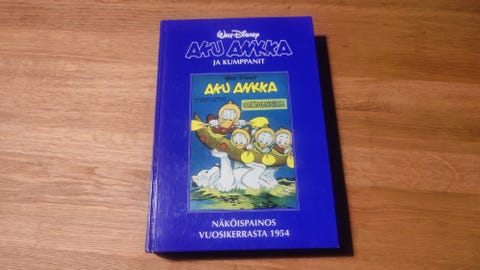 Walt Disney
AKU ANKKA
JA KUMPPANIT
Walt Disney
AKU ANKKA
NÄKÖISPAINOS
VUOSIKERRASTA 1954